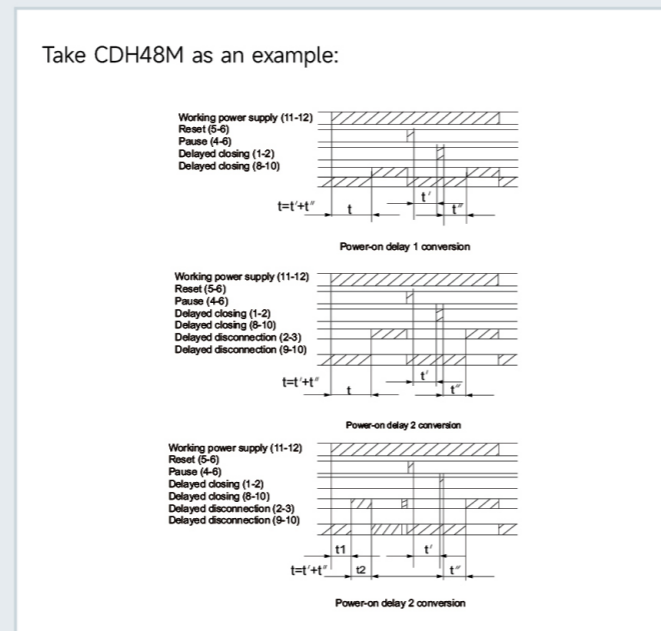 Take CDH48M as an example:
Working power supply (11-12)
Reset (5-6)
Pause (4-6)
Delayed closing (1-2)
Delayed closing (8-10)
t=t'+t"
t
t'
t"
Power-on delay 1 conversion
Working power supply (11-12)
Reset (5-6)
Pause (4-6)
Delayed closing (1-2)
Delayed closing (8-10)
Delayed disconnection (2-3)
Delayed disconnection (9-10)
t=t'+t"
t
t'
t"
Power-on delay 2 conversion
Working power supply (11-12)
Reset (5-6)
Pause (4-6)
Delayed closing (1-2)
Delayed closing (8-10)
Delayed disconnection (2-3)
Delayed disconnection (9-10)
t1
t'
t=t'+t"
t2
t"
Power-on delay 2 conversion